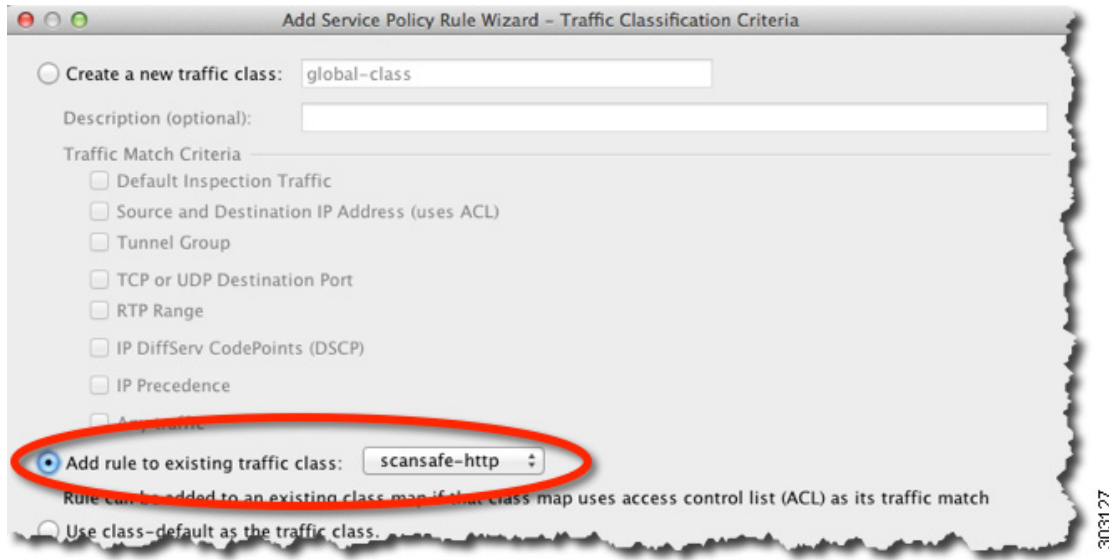 Add Service Policy Rule Wizard – Traffic Classification Criteria
Create a new traffic class: global-class
Description (optional):
Traffic Match Criteria
Default Inspection Traffic
Source and Destination IP Address (uses ACL)
Tunnel Group
TCP or UDP Destination Port
RTP Range
IP DiffServ CodePoints (DSCP)
IP Precedence
Any traffic
Add rule to existing traffic class: scansafe-http
Rule can be added to an existing class map if that class map uses access control list (ACL) as its traffic match
Use class-default as the traffic class.
303127